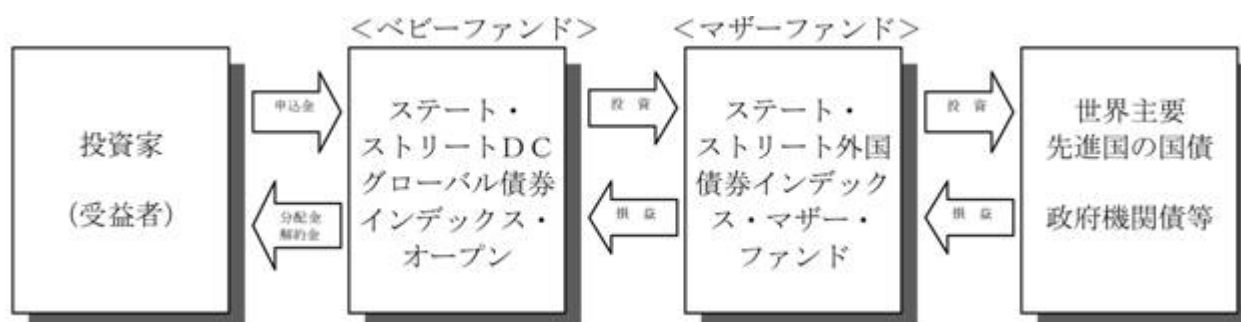 <ベビーファンド>
<マザーファンド>
投資家
(受益者)
申込金
分配金
解約金
ステート・
ストリートDC
グローバル債券
インデックス・
オープン
投 資
損 益
ステート・
ストリート外国
債券インデック
ス・マザー・
ファンド
投 資
損 益
世界主要
先進国の国債
政府機関債等